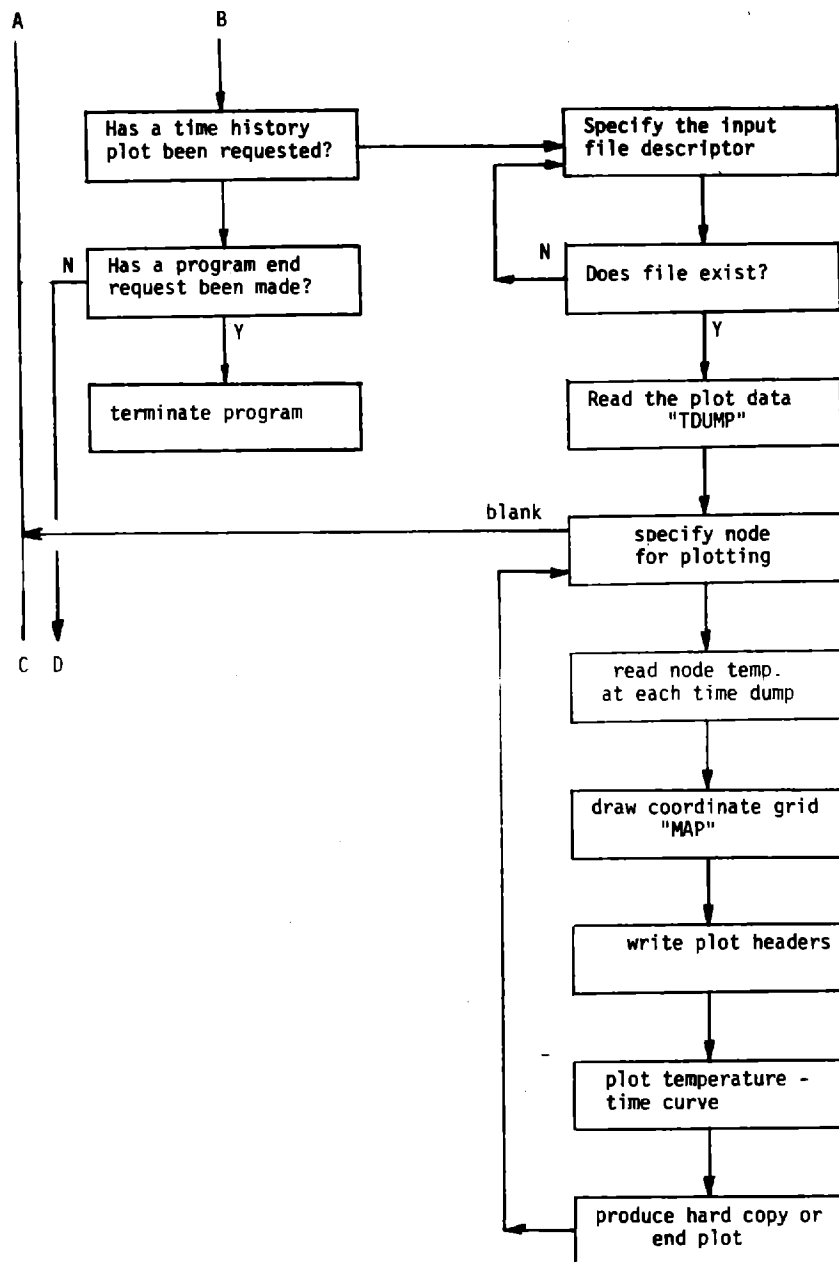 A
B
Has a time history
plot been requested?
Specify the input
file descriptor
N
Has a program end
request been made?
N
Does file exist?
Y
Y
terminate program
Read the plot data
"TDUMP"
blank
specify node
for plotting
C D
read node temp.
at each time dump
draw coordinate grid
"MAP"
write plot headers
plot temperature -
time curve
produce hard copy or
end plot